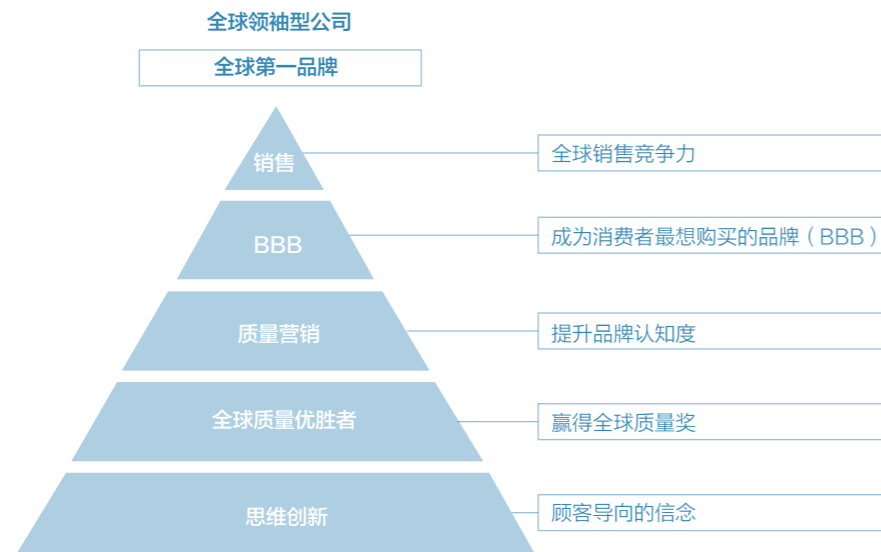 全球领袖型公司
全球第一品牌
销售
全球销售竞争力
BBB
成为消费者最想购买的品牌（BBB）
质量营销
提升品牌认知度
全球质量优胜者
赢得全球质量奖
思维创新
顾客导向的信念